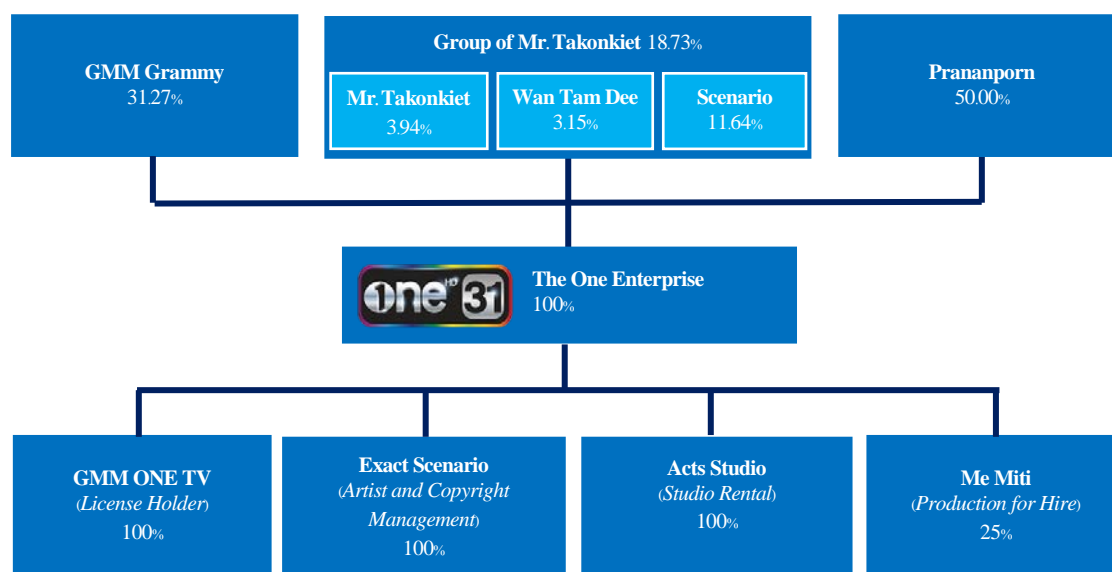 GMM Grammy
31.27%
Group of Mr. Takonkiet 18.73%
Mr. Takonkiet
3.94%
Wan Tam Dee
3.15%
Scenario
11.64%
Prananporn
50.00%
one HD 31
The One Enterprise
100%
GMM ONE TV
(License Holder)
100%
Exact Scenario
(Artist and Copyright
Management)
100%
Acts Studio
(Studio Rental)
100%
Me Miti
(Production for Hire)
25%